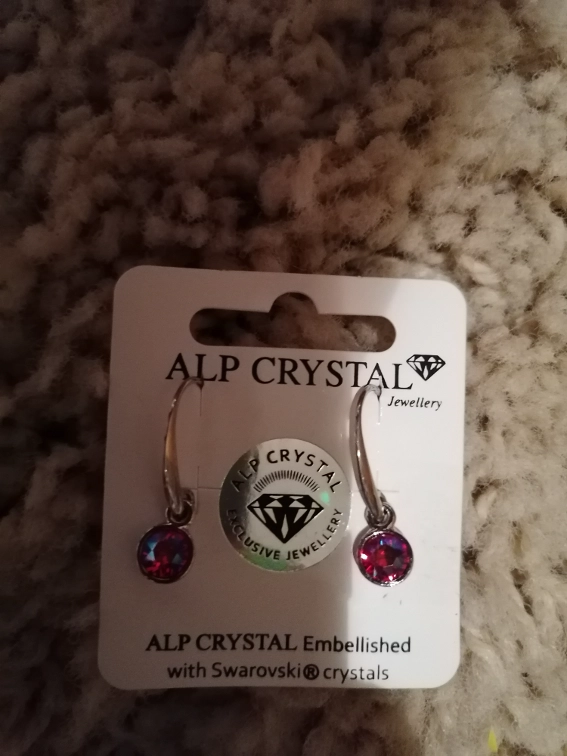 ALP CRYSTAL
Jewellery
ALP CRYSTAL
EXCLUSIVE JEWELLERY
ALP CRYSTAL Embellished
with Swarovski® crystals